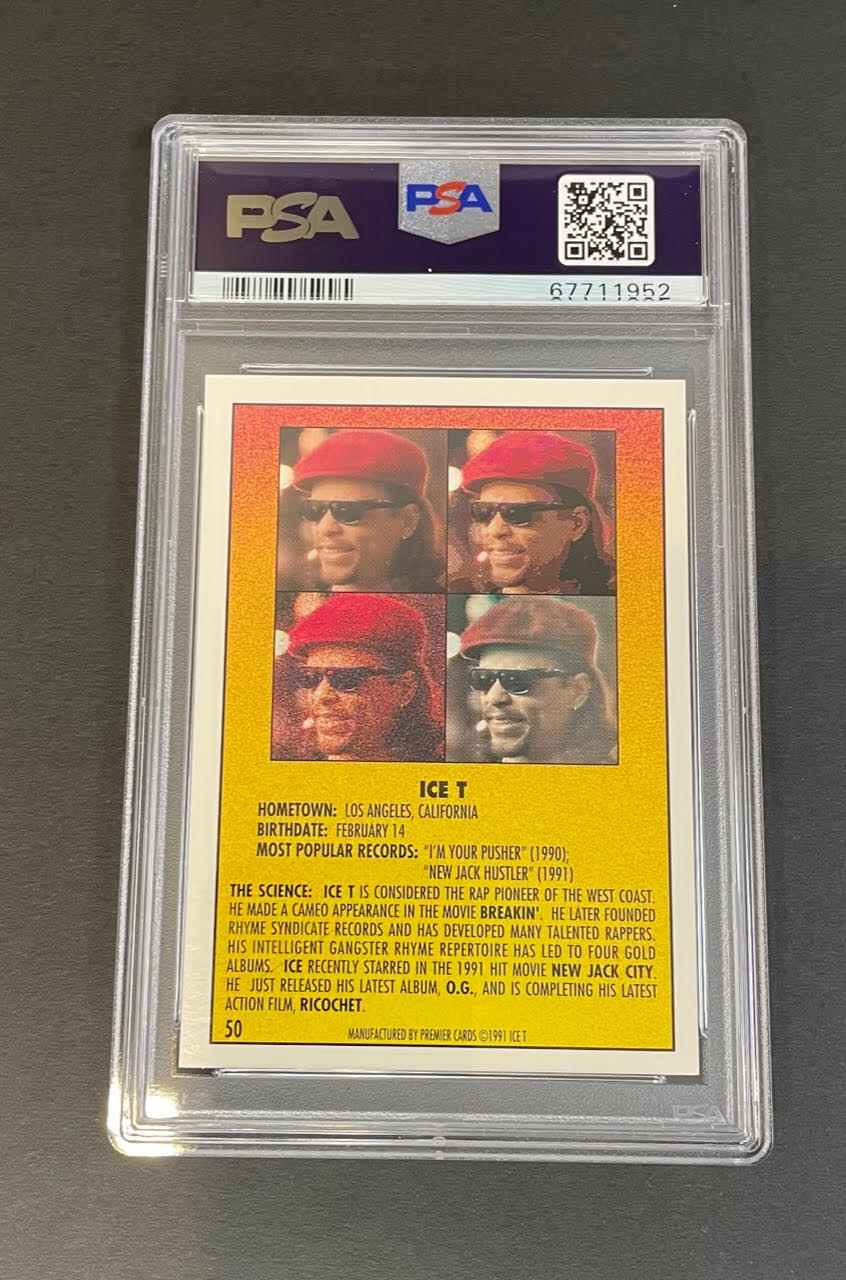 PSA PSA
67711952
ICE T
HOMETOWN: LOS ANGELES, CALIFORNIA
BIRTHDATE: FEBRUARY 14
MOST POPULAR RECORDS: "I'M YOUR PUSHER" (1990);
"NEW JACK HUSTLER" (1991)
THE SCIENCE: ICE T IS CONSIDERED THE RAP PIONEER OF THE WEST COAST.
HE MADE A CAMEO APPEARANCE IN THE MOVIE BREAKIN'. HE LATER FOUNDED
RHYME SYNDICATE RECORDS AND HAS DEVELOPED MANY TALENTED RAPPERS.
HIS INTELLIGENT GANGSTER RHYME REPERTOIRE HAS LED TO FOUR GOLD
ALBUMS. ICE RECENTLY STARRED IN THE 1991 HIT MOVIE NEW JACK CITY.
HE JUST RELEASED HIS LATEST ALBUM, O.G., AND IS COMPLETING HIS LATEST
ACTION FILM, RICOCHET.
50 MANUFACTURED BY PREMIER CARDS ©1991 ICE T
PSA